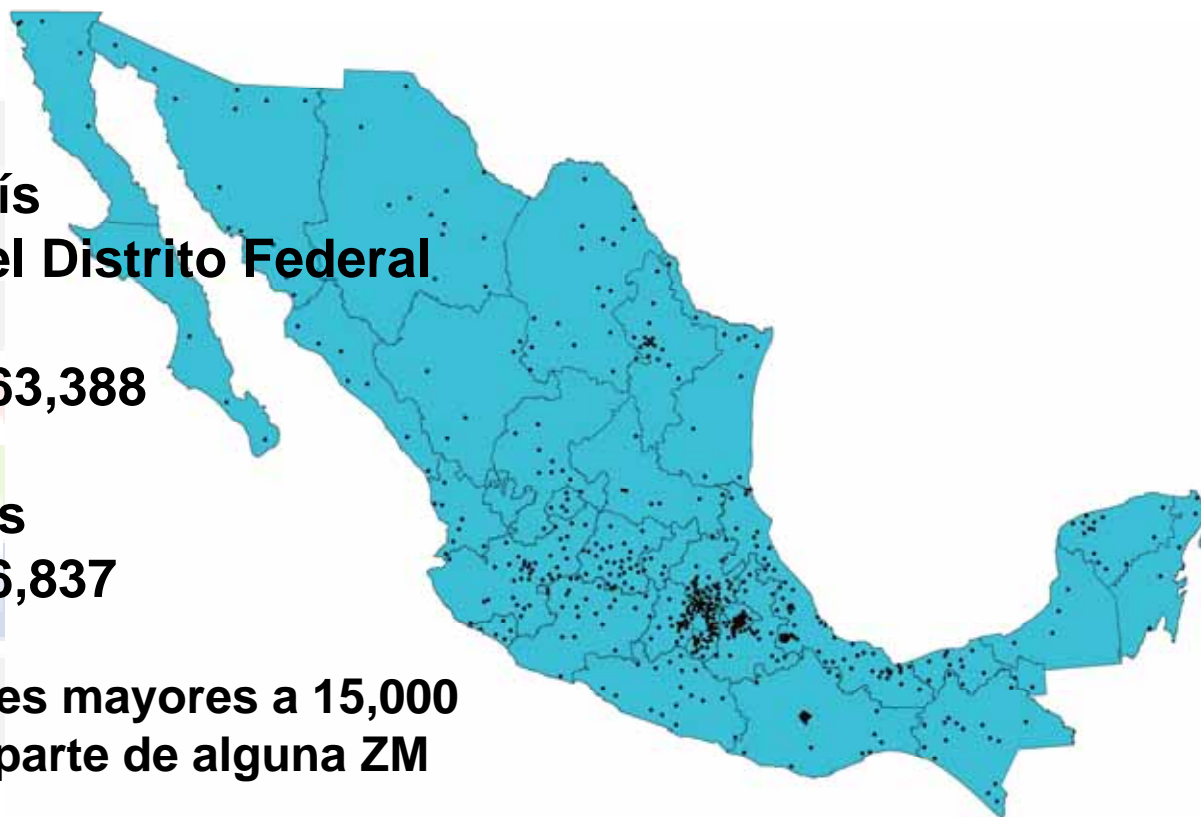 ís
el Distrito Federal
63,388
s
6,837
es mayores a 15,000
parte de alguna ZM